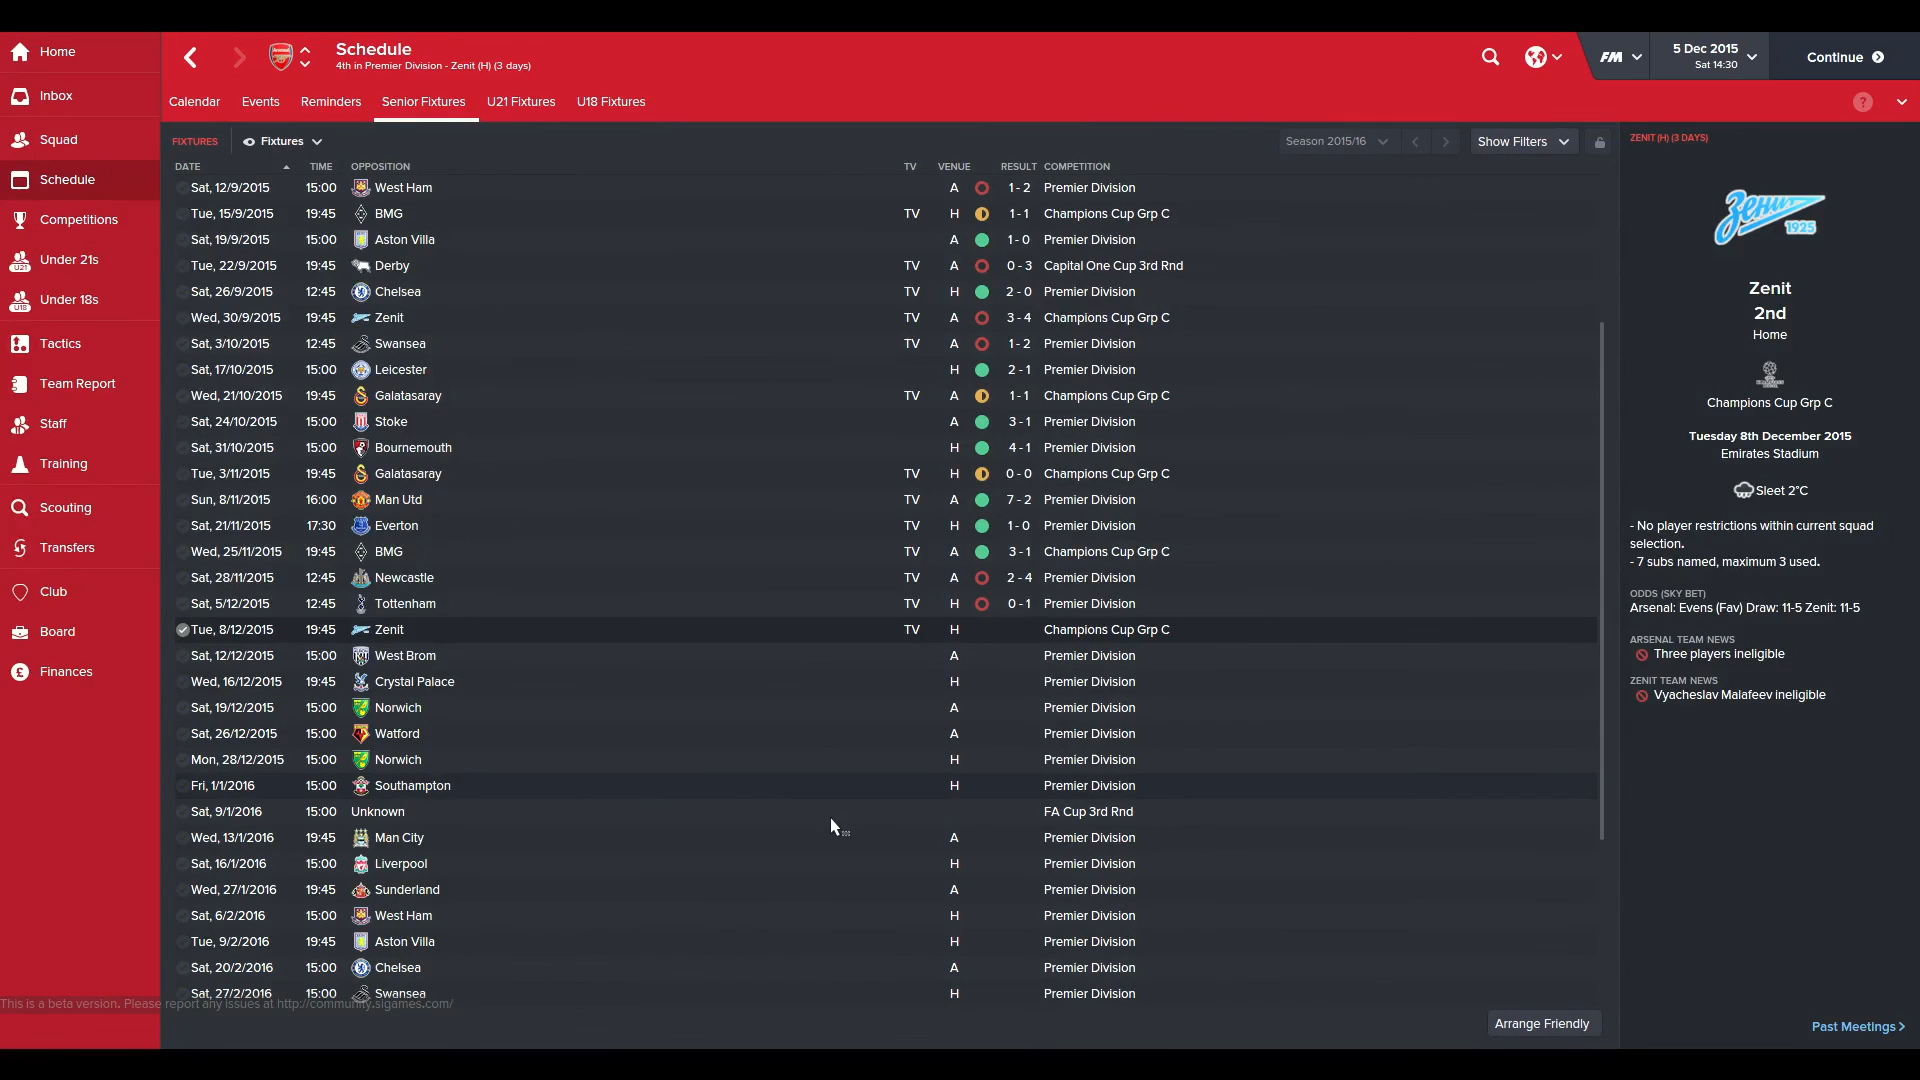 Home
Inbox
Squad
Schedule
Competitions
U21
Under 21s
U18
Under 18s
Tactics
Team Report
Staff
Training
Scouting
Transfers
Club
Board
Finances
Schedule
4th in Premier Division - Zenit (H) (3 days)
FM
5 Dec 2015
Sat 14:30
Continue
Calendar Events Reminders Senior Fixtures U21 Fixtures U18 Fixtures
?
FIXTURES Fixtures Season 2015/16 Show Filters
DATE TIME OPPOSITION TV VENUE RESULT COMPETITION
Sat, 12/9/2015 15:00 West Ham A 1 - 2 Premier Division
Tue, 15/9/2015 19:45 BMG TV H 1 - 1 Champions Cup Grp C
Sat, 19/9/2015 15:00 Aston Villa A 1 - 0 Premier Division
Tue, 22/9/2015 19:45 Derby TV A 0 - 3 Capital One Cup 3rd Rnd
Sat, 26/9/2015 12:45 Chelsea TV H 2 - 0 Premier Division
Wed, 30/9/2015 19:45 Zenit TV A 3 - 4 Champions Cup Grp C
Sat, 3/10/2015 12:45 Swansea TV A 1 - 2 Premier Division
Sat, 17/10/2015 15:00 Leicester H 2 - 1 Premier Division
Wed, 21/10/2015 19:45 Galatasaray TV A 1 - 1 Champions Cup Grp C
Sat, 24/10/2015 15:00 Stoke A 3 - 1 Premier Division
Sat, 31/10/2015 15:00 Bournemouth H 4 - 1 Premier Division
Tue, 3/11/2015 19:45 Galatasaray TV H 0 - 0 Champions Cup Grp C
Sun, 8/11/2015 16:00 Man Utd TV A 7 - 2 Premier Division
Sat, 21/11/2015 17:30 Everton TV H 1 - 0 Premier Division
Wed, 25/11/2015 19:45 BMG TV A 3 - 1 Champions Cup Grp C
Sat, 28/11/2015 12:45 Newcastle TV A 2 - 4 Premier Division
Sat, 5/12/2015 12:45 Tottenham TV H 0 - 1 Premier Division
Tue, 8/12/2015 19:45 Zenit TV H Champions Cup Grp C
Sat, 12/12/2015 15:00 West Brom A Premier Division
Wed, 16/12/2015 19:45 Crystal Palace H Premier Division
Sat, 19/12/2015 15:00 Norwich A Premier Division
Sat, 26/12/2015 15:00 Watford A Premier Division
Mon, 28/12/2015 15:00 Norwich H Premier Division
Fri, 1/1/2016 15:00 Southampton H Premier Division
Sat, 9/1/2016 15:00 Unknown FA Cup 3rd Rnd
Wed, 13/1/2016 19:45 Man City A Premier Division
Sat, 16/1/2016 15:00 Liverpool H Premier Division
Wed, 27/1/2016 19:45 Sunderland A Premier Division
Sat, 6/2/2016 15:00 West Ham H Premier Division
Tue, 9/2/2016 19:45 Aston Villa H Premier Division
Sat, 20/2/2016 15:00 Chelsea A Premier Division
Sat, 27/2/2016 15:00 Swansea H Premier Division
This is a beta version. Please report any issues at http://community.sigames.com/
Arrange Friendly
ZENIT (H) (3 DAYS)
Зенит
1925
Zenit
2nd
Home
Champions Cup Grp C
Tuesday 8th December 2015
Emirates Stadium
Sleet 2°C
- No player restrictions within current squad
selection.
- 7 subs named, maximum 3 used.
ODDS (SKY BET)
Arsenal: Evens (Fav) Draw: 11-5 Zenit: 11-5
ARSENAL TEAM NEWS
Three players ineligible
ZENIT TEAM NEWS
Vyacheslav Malafeev ineligible
Past Meetings >